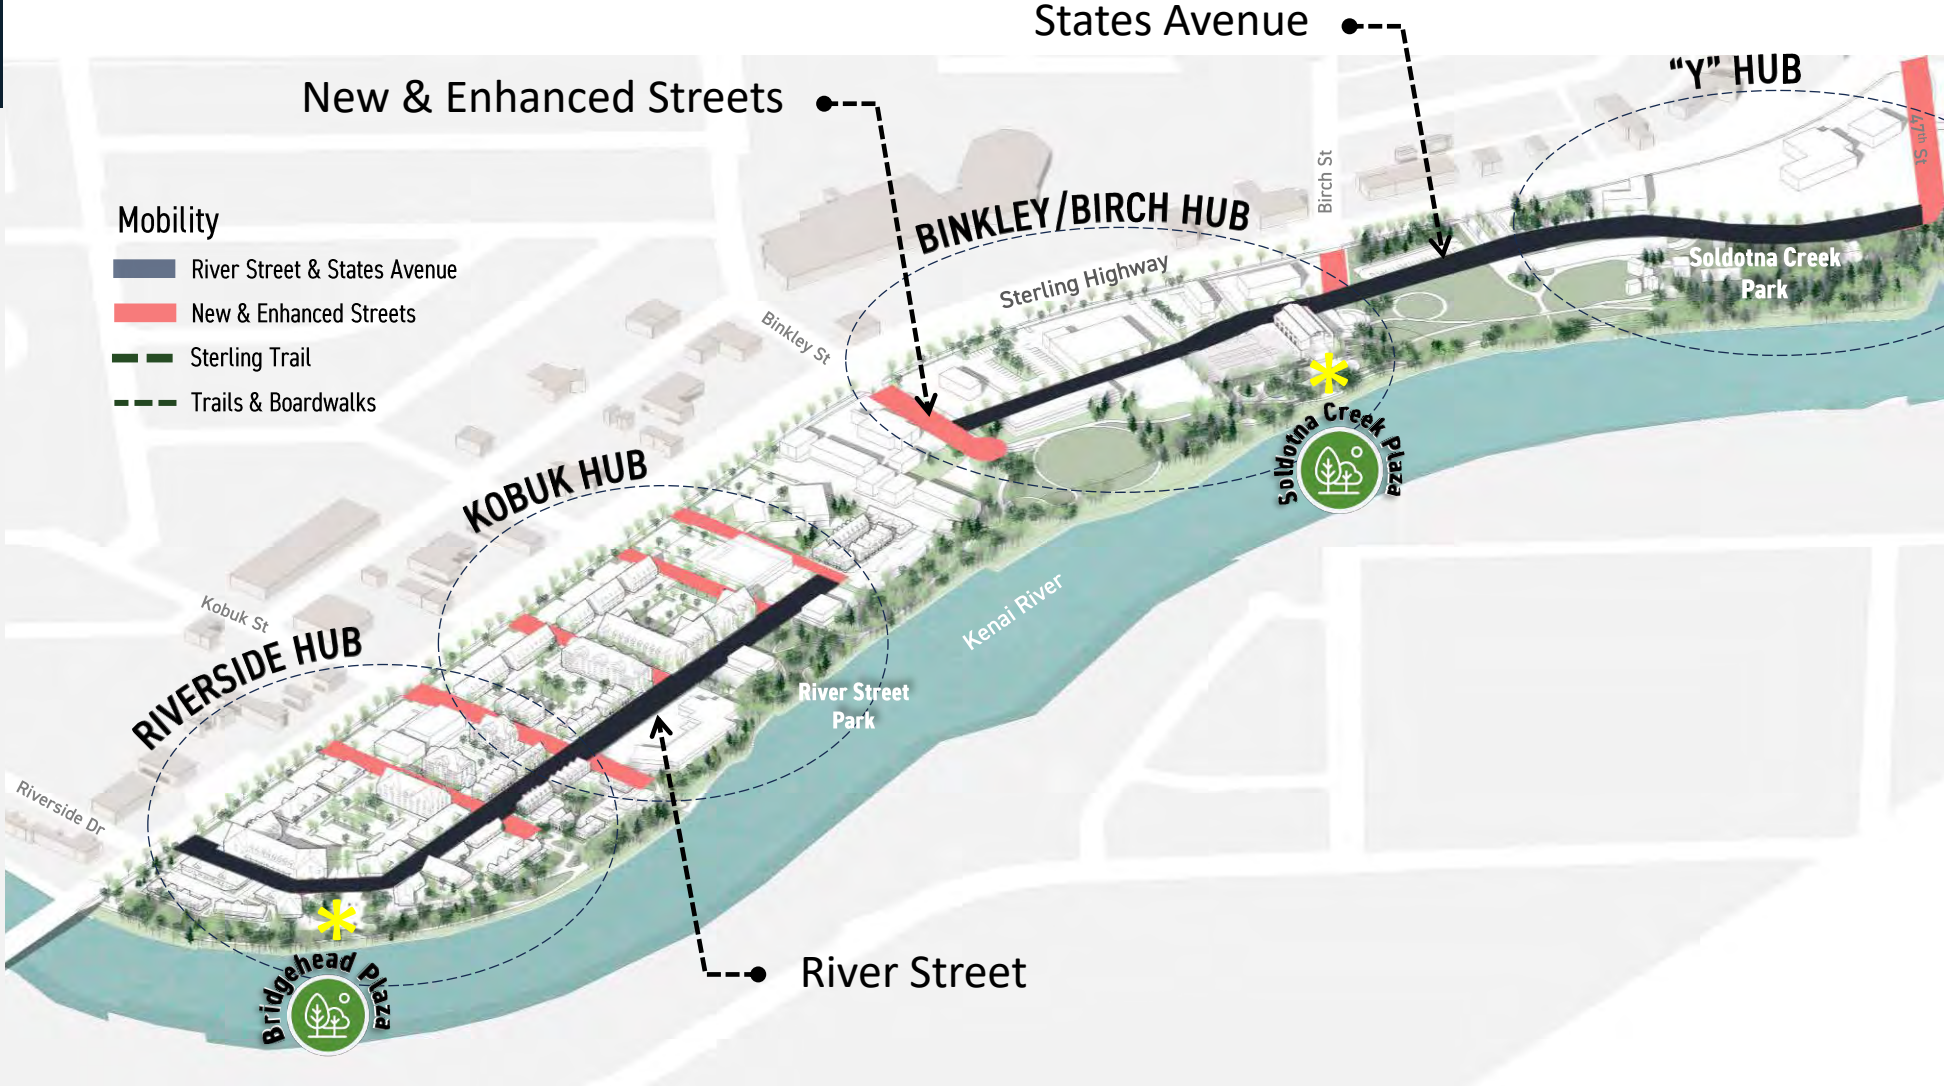 States Avenue
New & Enhanced Streets
"Y" HUB
47th St
Birch St
BINKLEY/BIRCH HUB
Mobility
River Street & States Avenue
New & Enhanced Streets
Sterling Trail
Trails & Boardwalks
Sterling Highway
Soldotna Creek
Park
Binkley St
Soldotna Creek Plaza
KOBUK HUB
Kenai River
Kobuk St
RIVERSIDE HUB
River Street
Park
Riverside Dr
Bridgehead Plaza
River Street